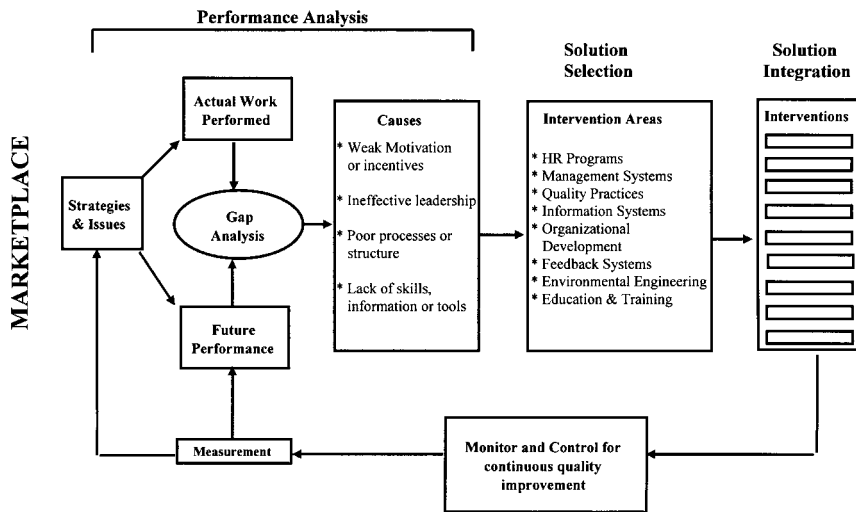 Performance Analysis
Solution
Selection
Solution
Integration
MARKETPLACE
Strategies
& Issues
Actual Work
Performed
Gap
Analysis
Future
Performance
Causes
* Weak Motivation
or incentives
* Ineffective leadership
* Poor processes or
structure
* Lack of skills,
information or tools
Intervention Areas
* HR Programs
* Management Systems
* Quality Practices
* Information Systems
* Organizational
Development
* Feedback Systems
* Environmental Engineering
* Education & Training
Interventions
Measurement
Monitor and Control for
continuous quality
improvement